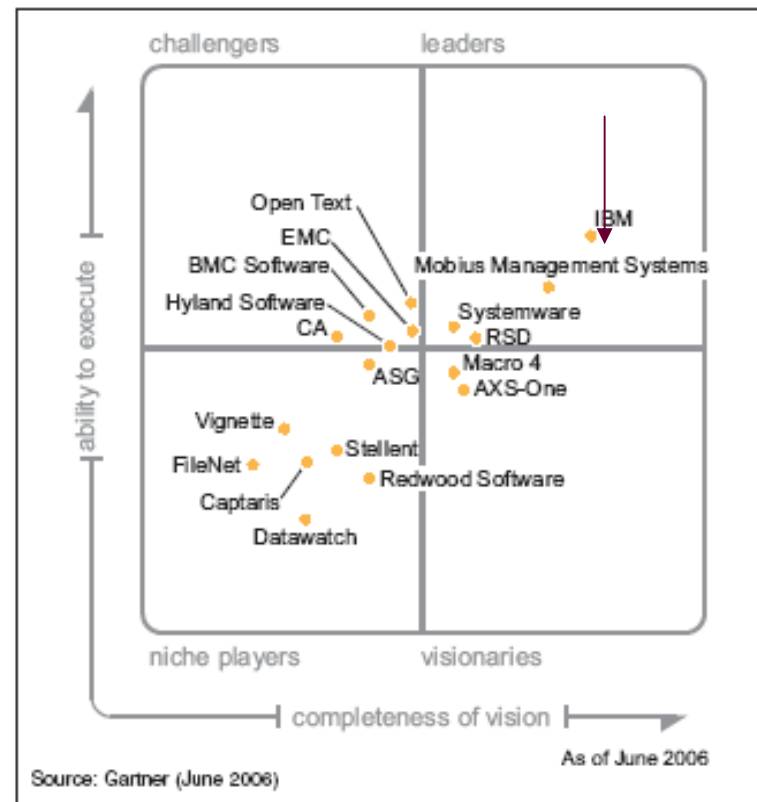 challengers
leaders
Open Text
IBM
EMC
BMC Software
Mobius Management Systems
Hyland Software
Systemware
CA
RSD
ASG
Macro 4
AXS-One
Vignette
Stellent
FileNet
Redwood Software
Captaris
Datawatch
ability to execute
niche players
visionaries
completeness of vision
As of June 2006
Source: Gartner (June 2006)